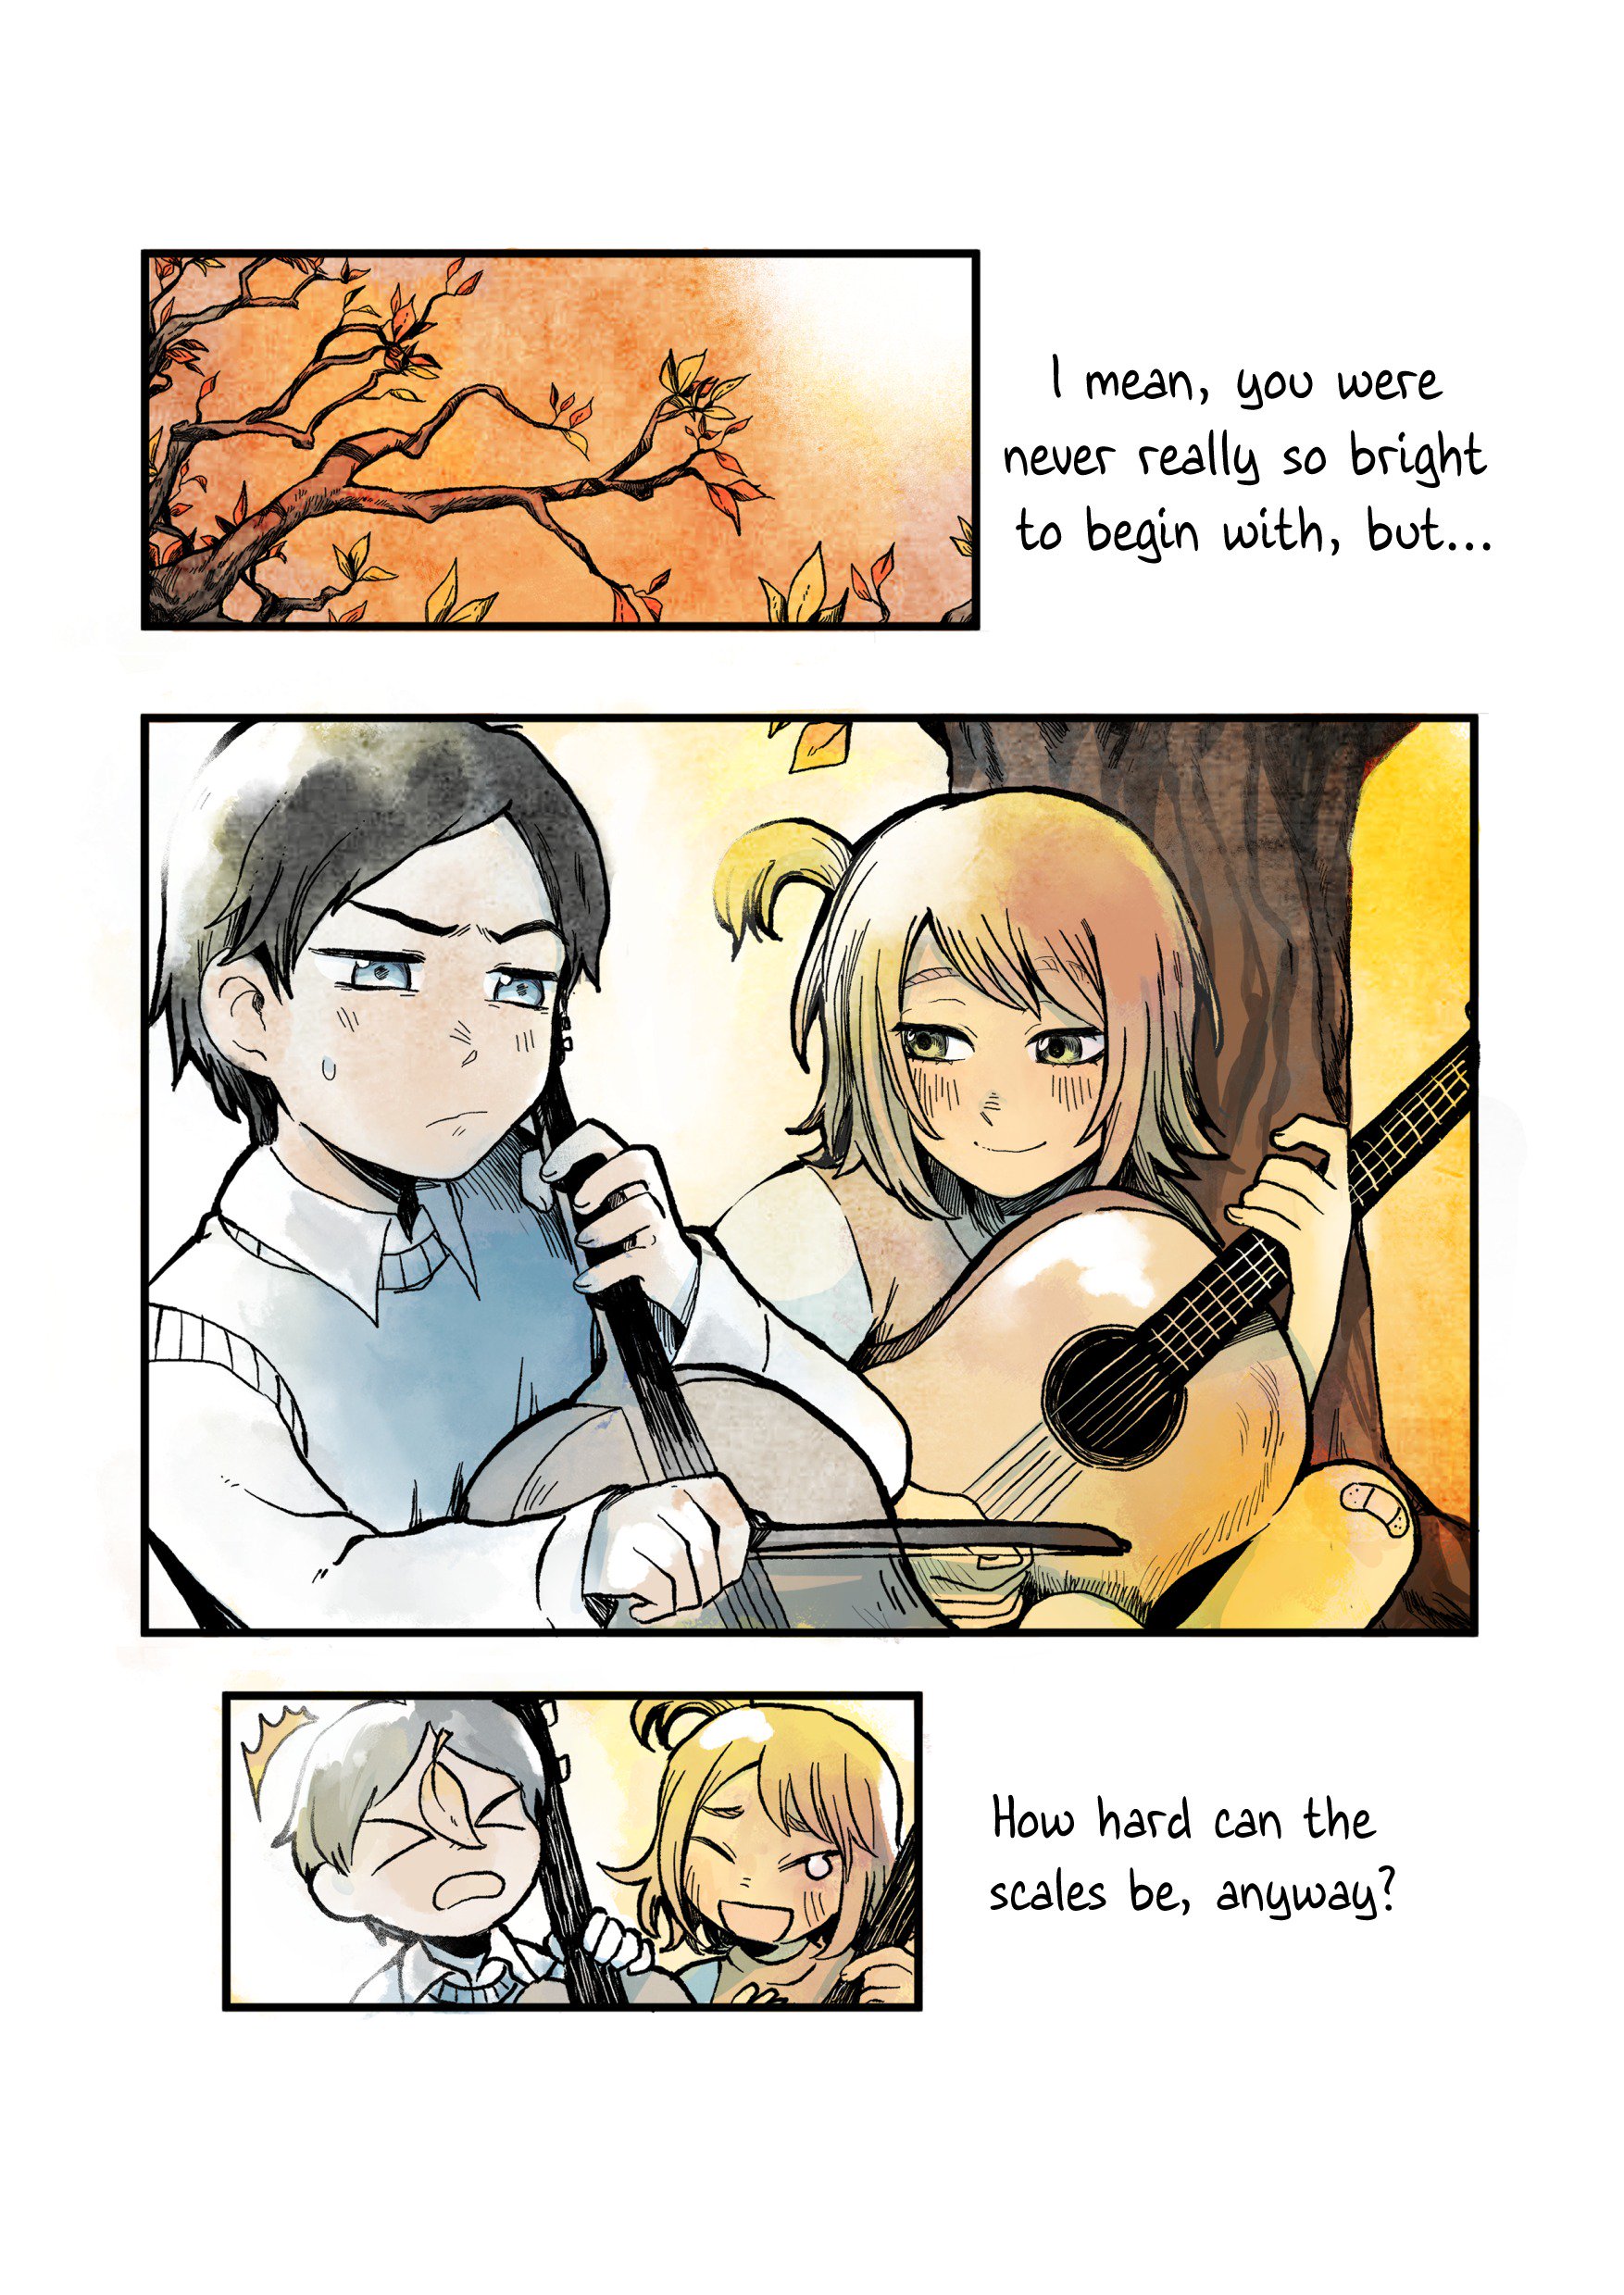 I mean, you were
never really so bright
to begin with, but...
How hard can the
scales be, anyway?